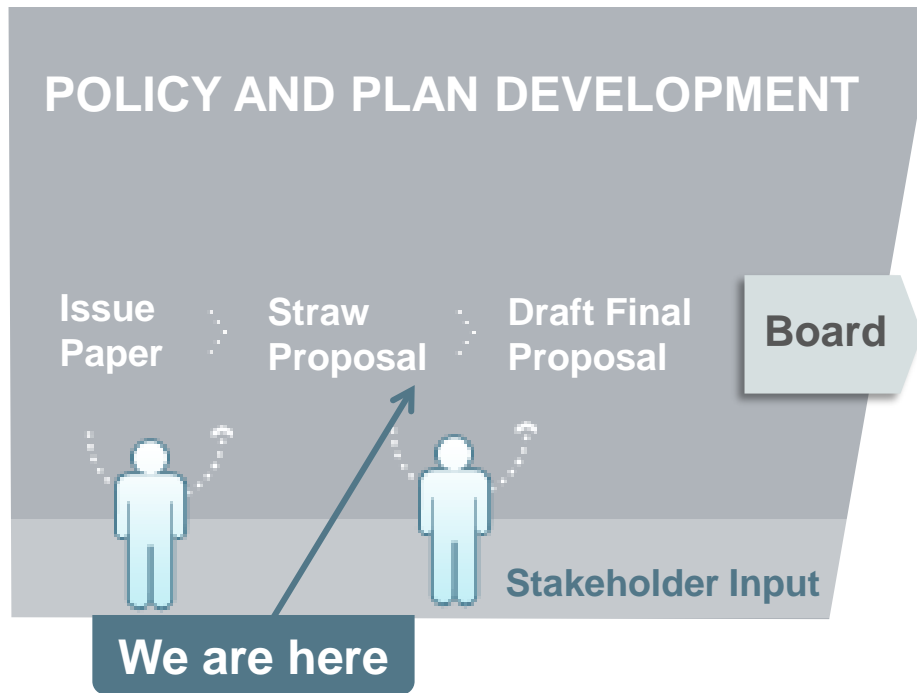 POLICY AND PLAN DEVELOPMENT
Issue
Paper
Straw
Proposal
Draft Final
Proposal
Board
Stakeholder Input
We are here